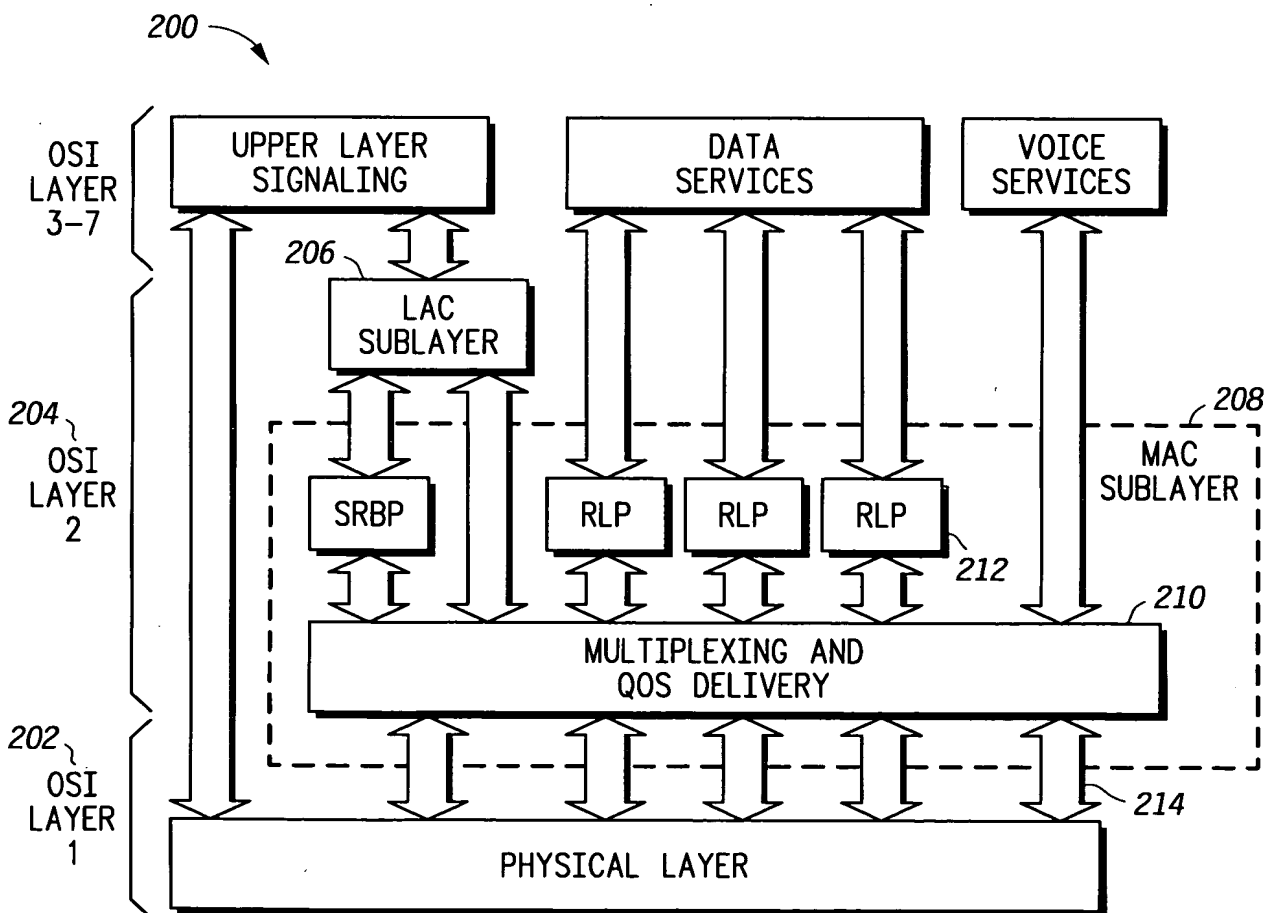 200
OSI
LAYER
3-7
UPPER LAYER
SIGNALING
DATA
SERVICES
VOICE
SERVICES
206
LAC
SUBLAYER
204
OSI
LAYER
2
208
MAC
SUBLAYER
SRBP
RLP
RLP
RLP
212
210
MULTIPLEXING AND
QOS DELIVERY
202
OSI
LAYER
1
214
PHYSICAL LAYER